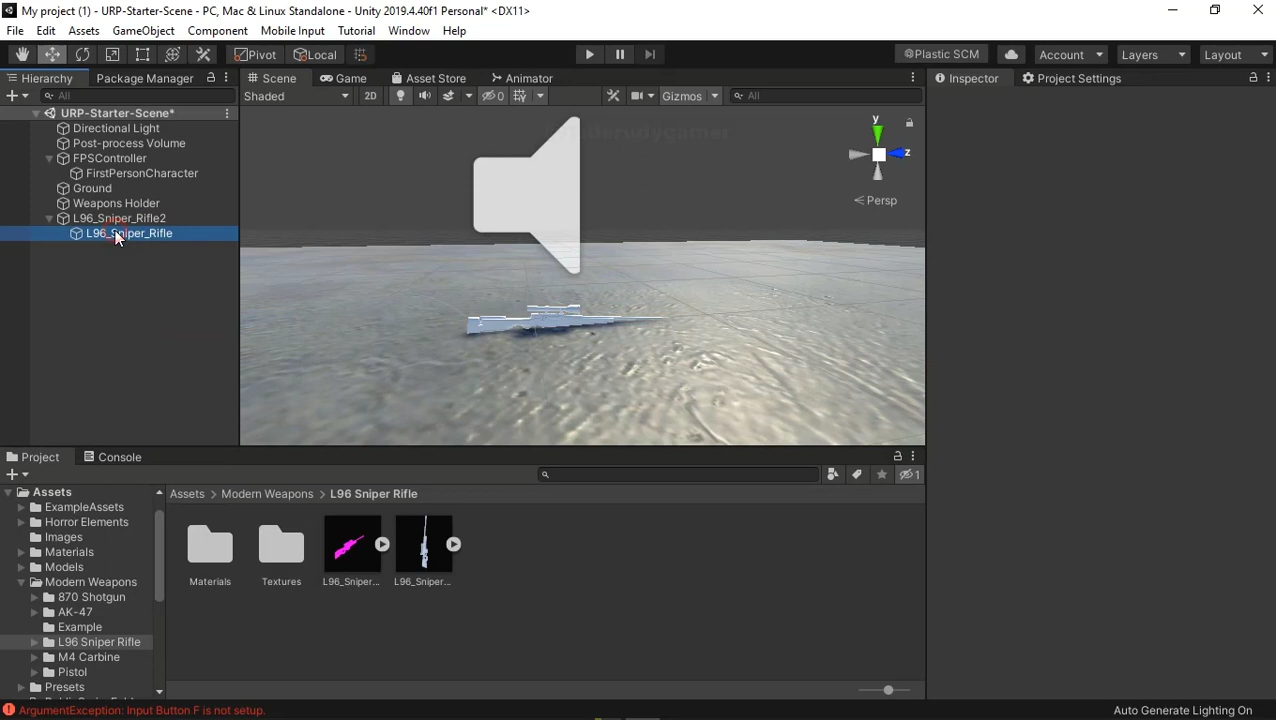 My project (1) - URP-Starter-Scene - PC, Mac & Linux Standalone - Unity 2019.4.40f1 Personal* <DX11>
File Edit Assets GameObject Component Mobile Input Tutorial Window Help
Pivot Local Plastic SCM Account Layers Layout
Hierarchy Package Manager Scene Game Asset Store Animator Inspector Project Settings
All Shaded 2D 0 Gizmos All
URP-Starter-Scene*
Directional Light
Post-process Volume
FPSController
FirstPersonCharacter
Ground
Weapons Holder
L96_Sniper_Rifle2
L96_Sniper_Rifle
y
z
Persp
Project Console
1
Assets
ExampleAssets
Horror Elements
Images
Materials
Models
Modern Weapons
870 Shotgun
AK-47
Example
L96 Sniper Rifle
M4 Carbine
Pistol
Presets
Assets > Modern Weapons > L96 Sniper Rifle
Materials Textures L96_Sniper... L96_Sniper...
ArgumentException: Input Button F is not setup.
Auto Generate Lighting On